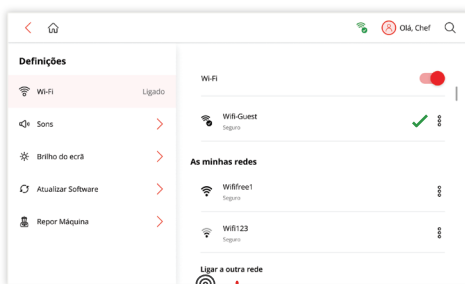 Olá, Chef
Definições
Wi-Fi
Ligado
Sons
Brilho do ecrã
Atualizar Software
Repor Máquina
Wi-Fi
Wifi-Guest
Seguro
As minhas redes
Wififree1
Seguro
Wifi123
Seguro
Ligar a outra rede